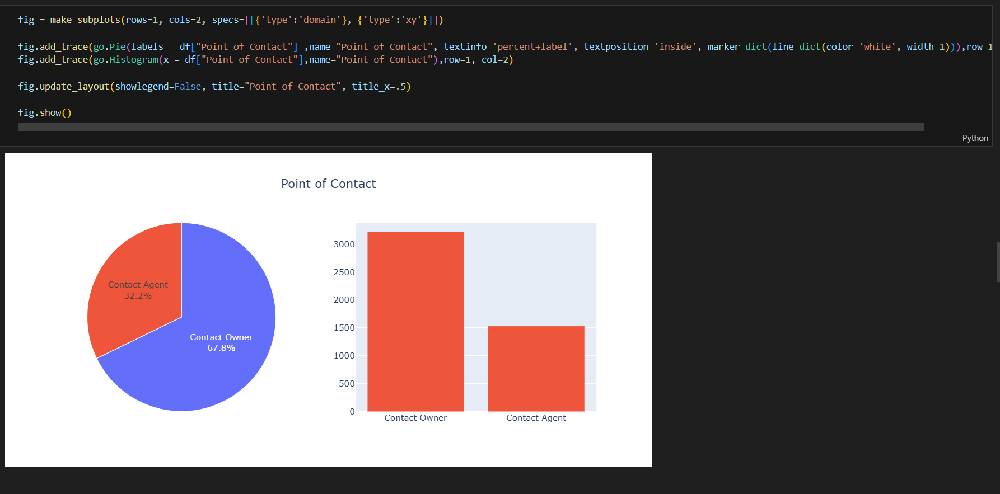 fig = make_subplots(rows=1, cols=2, specs=[[{'type':'domain'}, {'type':'xy'}]])
fig.add_trace(go.Pie(labels = df["Point of Contact"] ,name="Point of Contact", textinfo='percent+label', textposition='inside', marker=dict(line=dict(color='white', width=1))),row=1
fig.add_trace(go.Histogram(x = df["Point of Contact"],name="Point of Contact"),row=1, col=2)
fig.update_layout(showlegend=False, title="Point of Contact", title_x=.5)
fig.show()
Python
Point of Contact
Contact Agent
32.2%
Contact Owner
67.8%
3000
2500
2000
1500
1000
500
0
Contact Owner
Contact Agent